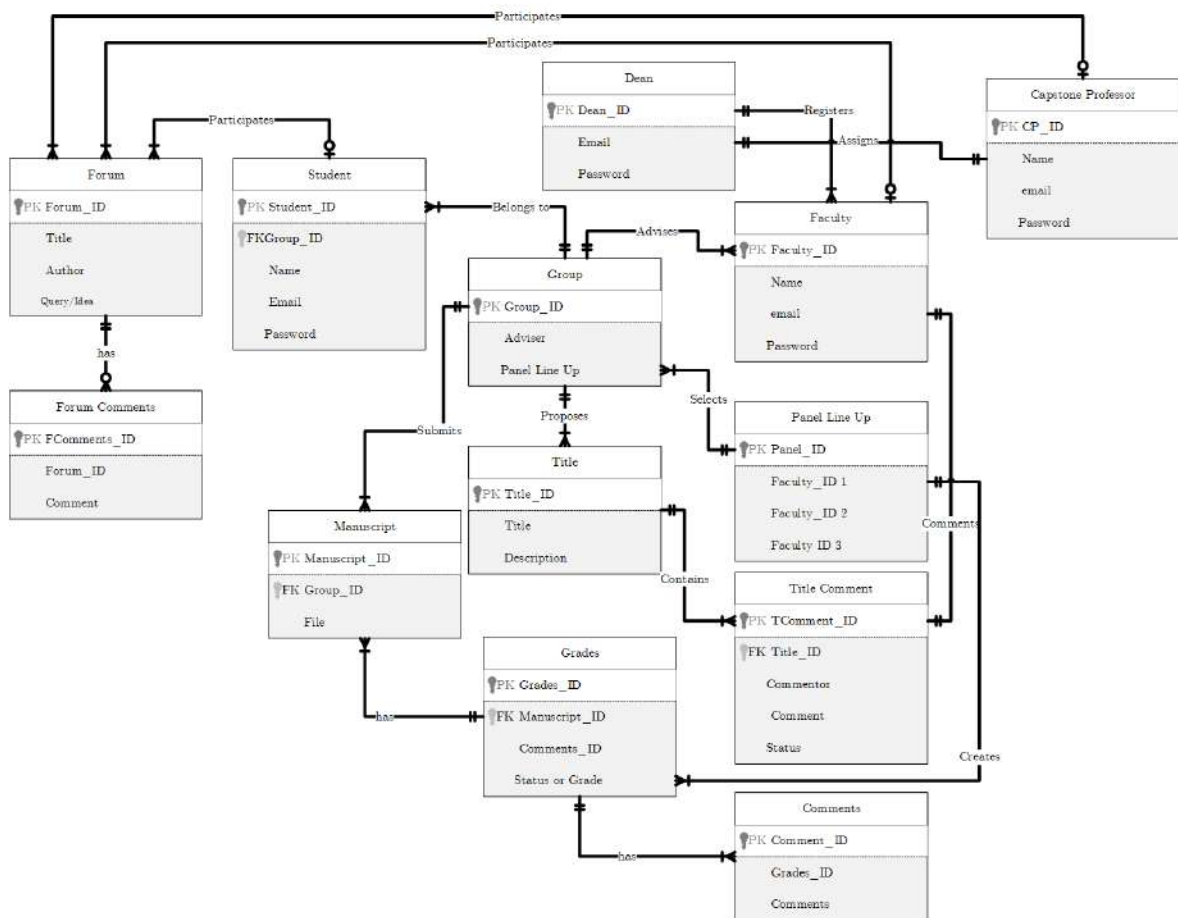 Participates
Participates
Dean
PK Dean_ID
Email
Password
Registers
Assigns
Capstone Professor
PK CP_ID
Name
email
Password
Participates
Forum
PK Forum_ID
Title
Author
Query/Idea
Student
PK Student_ID
FKGroup_ID
Name
Email
Password
Belongs to
Advises
Faculty
PK Faculty_ID
Name
email
Password
Group
PK Group_ID
Adviser
Panel Line Up
has
Forum Comments
PK FComments_ID
Forum_ID
Comment
Submits
Proposes
Selects
Panel Line Up
PK Panel_ID
Faculty_ID 1
Faculty_ID 2
Faculty ID 3
Comments
Title
PK Title_ID
Title
Description
Manuscript
PK Manuscript_ID
FK Group_ID
File
Contains
Title Comment
PK TComment_ID
FK Title_ID
Commentor
Comment
Status
Grades
PK Grades_ID
FK Manuscript_ID
Comments_ID
Status or Grade
has
Creates
Comments
PK Comment_ID
Grades_ID
Comments
has